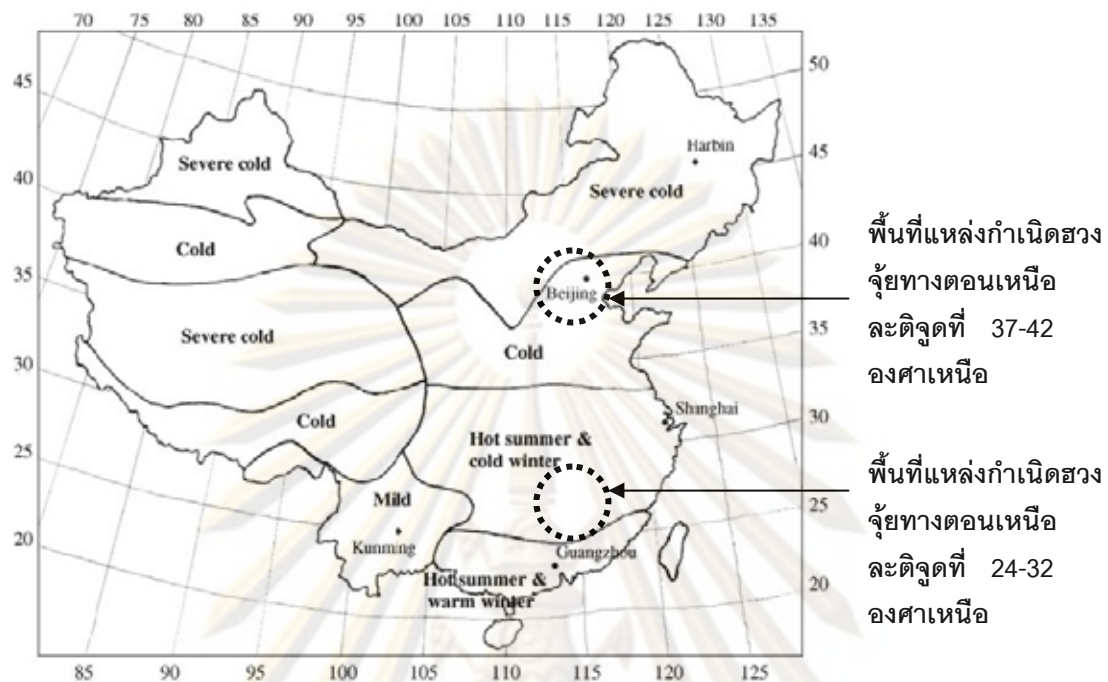 70 75 80 85 90 95 100 105 110 115 120 125 130 135
45
40
35
30
25
20
Severe cold
Cold
Severe cold
Cold
Harbin
Severe cold
Beijing
Cold
Shanghai
Hot summer &
cold winter
Mild
Kunming
Guangzhou
Hot summer &
warm winter
50
45
40
35
30
25
20
85 90 95 100 105 110 115 120 125
พื้นที่แหล่งกำเนิดฮวง
จุ้ยทางตอนเหนือ
ละติจูดที่ 37-42
องศาเหนือ
พื้นที่แหล่งกำเนิดฮวง
จุ้ยทางตอนเหนือ
ละติจูดที่ 24-32
องศาเหนือ